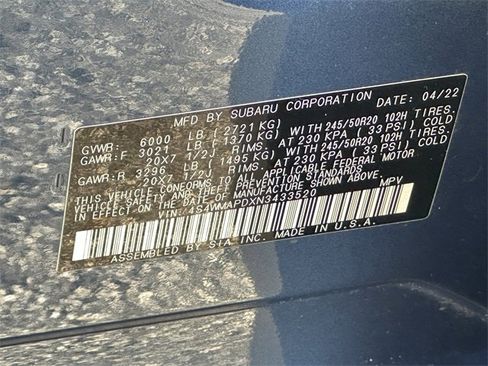 MFD BY SUBARU CORPORATION DATE: 04/22
GVWR: 6000 LB (2721 KG)
GAWR:F 3021 LB (1370 KG) WITH 245/50R20 102H TIRES.
20X7 1/2J RIMS. AT 230 KPA (33 PSI) COLD
GAWR:R 3296 LB (1495 KG) WITH 245/50R20 102H TIRES.
20X7 1/2J RIMS. AT 230 KPA (33 PSI) COLD
THIS VEHICLE CONFORMS TO ALL APPLICABLE FEDERAL MOTOR
VEHICLE SAFETY AND THEFT PREVENTION STANDARDS
IN EFFECT ON THE DATE OF MANUFACTURE SHOWN ABOVE.
VIN: 4S4WMAPDXN3433520 MPV
ASSEMBLED BY SIA, INC. MADE IN U.S.A.